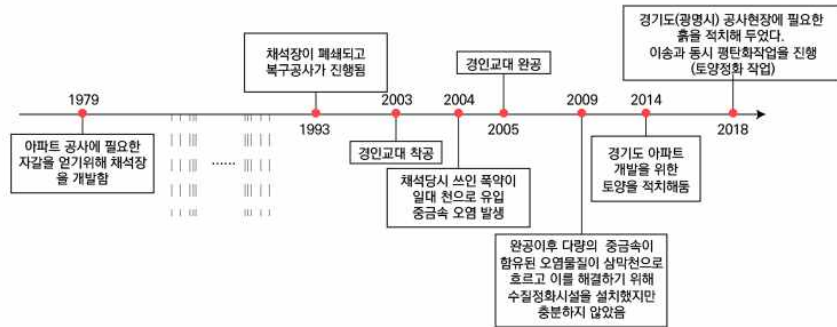 경기도(광명시) 공사현장에 필요한
흙을 적치해 두었다.
이송과 동시 평탄화작업을 진행
(토양정화 작업)
채석장이 폐쇄되고
복구공사가 진행됨
경인교대 완공
1979
2003
2004
2009
2014
1993
2005
2018
아파트 공사에 필요한
자갈을 얻기위해 채석장
을 개발함
......
경인교대 착공
채석당시 쓰인 폭약이
일대 천으로 유입
중금속 오염 발생
경기도 아파트
개발을 위한
토양을 적치해둠
완공이후 다량의 중금속이
함유된 오염물질이 삼막천으로
흐르고 이를 해결하기 위해
수질정화시설을 설치했지만
충분하지 않았음